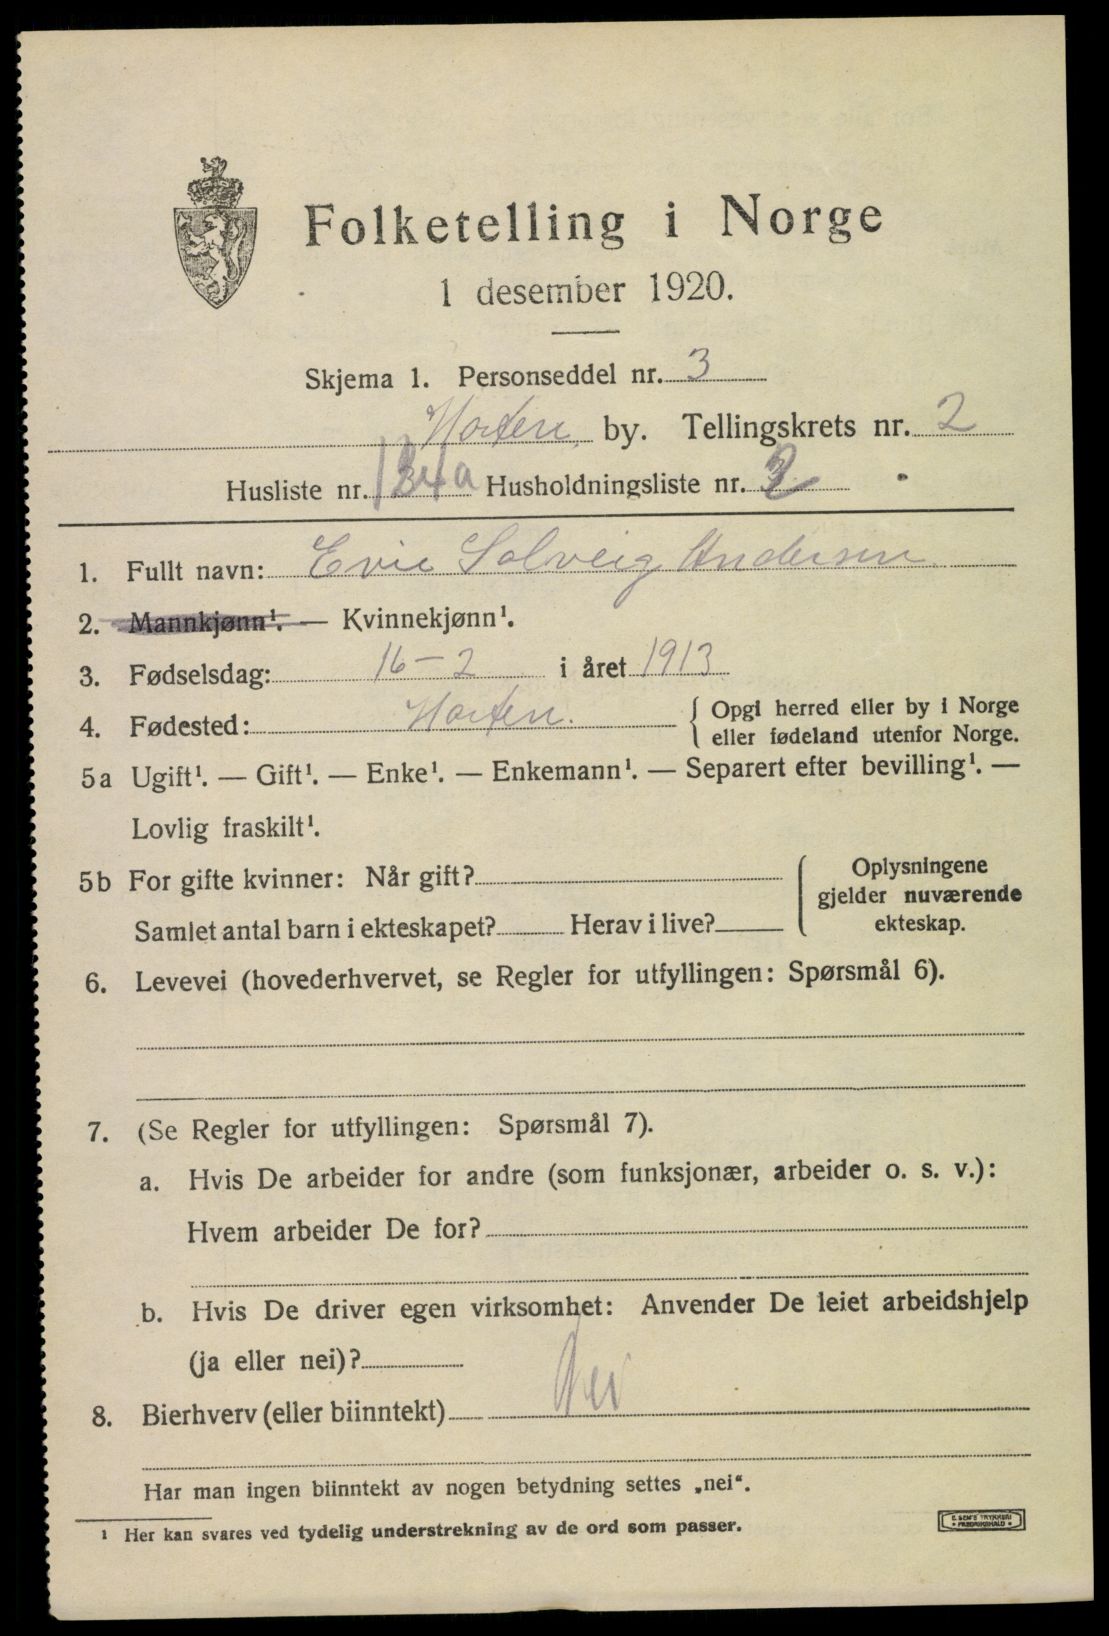 Folketelling i Norge
1 desember 1920.
Skjema 1. Personseddel nr. 3
Horten by. Tellingskrets nr. 2
Husliste nr. Husholdningsliste nr. 2
1. Fullt navn: Evie Solveig Andersen
2. Mannkjønn¹. — Kvinnekjønn¹.
3. Fødselsdag: 16-2 i året 1913
4. Fødested: Horten. Opgi herred eller by i Norge
eller fødeland utenfor Norge.
5a Ugift¹. — Gift¹. — Enke¹. — Enkemann¹. — Separert efter bevilling¹. —
Lovlig fraskilt¹.
5b For gifte kvinner: Når gift?
Samlet antal barn i ekteskapet? Herav i live?
Oplysningene
gjelder nuværende
ekteskap.
6. Levevei (hovederhvervet, se Regler for utfyllingen: Spørsmål 6).
7. (Se Regler for utfyllingen: Spørsmål 7).
a. Hvis De arbeider for andre (som funksjonær, arbeider o. s. v.):
Hvem arbeider De for?
b. Hvis De driver egen virksomhet: Anvender De leiet arbeidshjelp
(ja eller nei)?
8. Bierhverv (eller biinntekt) Nei
Har man ingen biinntekt av nogen betydning settes „nei“.
¹ Her kan svares ved tydelig understrekning av de ord som passer.